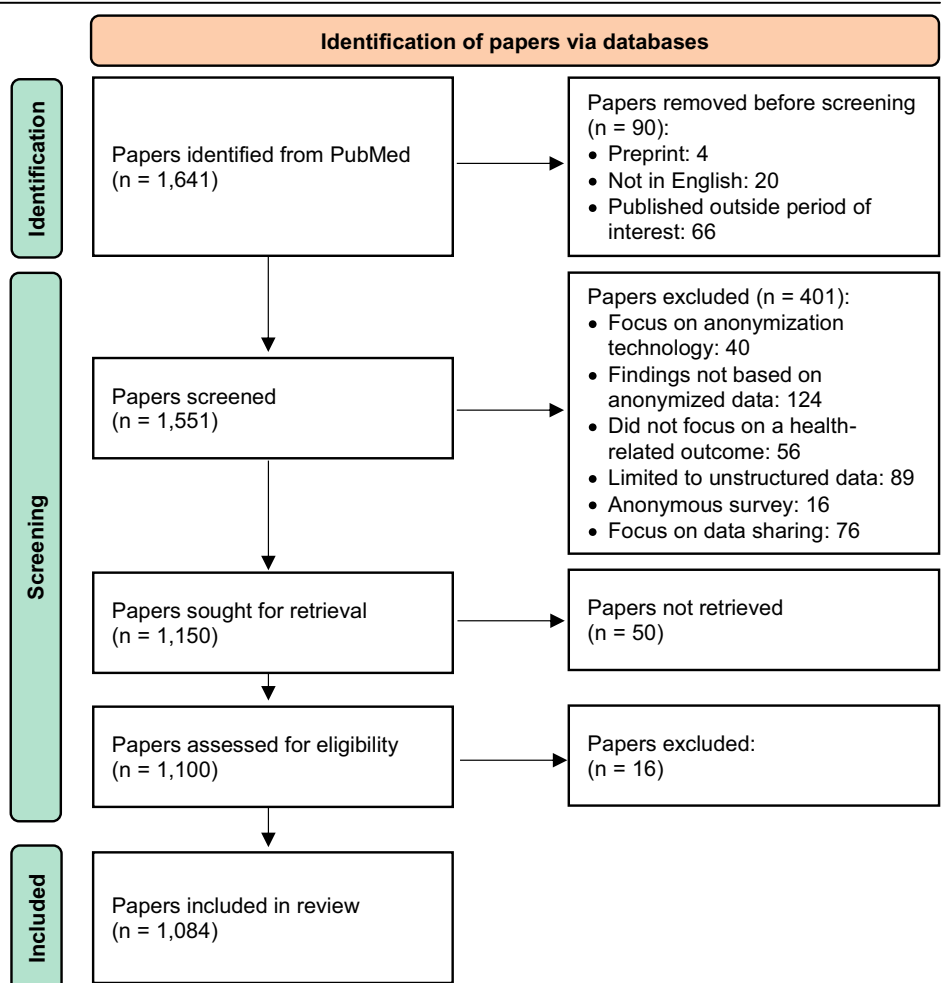 Identification of papers via databases
Identification
Papers identified from PubMed
(n = 1,641)
Papers removed before screening
(n = 90):
• Preprint: 4
• Not in English: 20
• Published outside period of
interest: 66
Screening
Papers screened
(n = 1,551)
Papers excluded (n = 401):
• Focus on anonymization
technology: 40
• Findings not based on
anonymized data: 124
• Did not focus on a health-
related outcome: 56
• Limited to unstructured data: 89
• Anonymous survey: 16
• Focus on data sharing: 76
Papers sought for retrieval
(n = 1,150)
Papers not retrieved
(n = 50)
Papers assessed for eligibility
(n = 1,100)
Papers excluded:
(n = 16)
Included
Papers included in review
(n = 1,084)